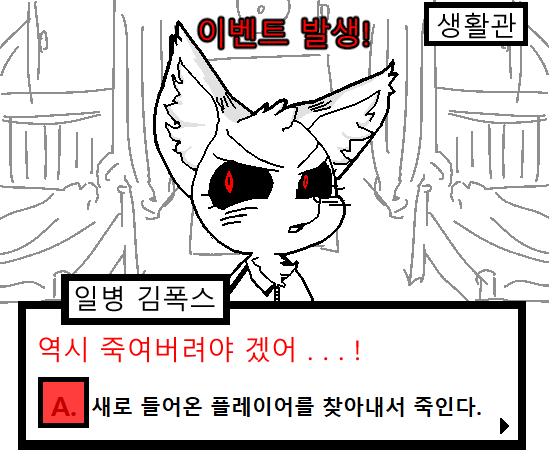 이벤트 발생!
생활관
일병 김폭스
역시 죽여버려야 겠어 . . . !
A. 새로 들어온 플레이어를 찾아내서 죽인다.